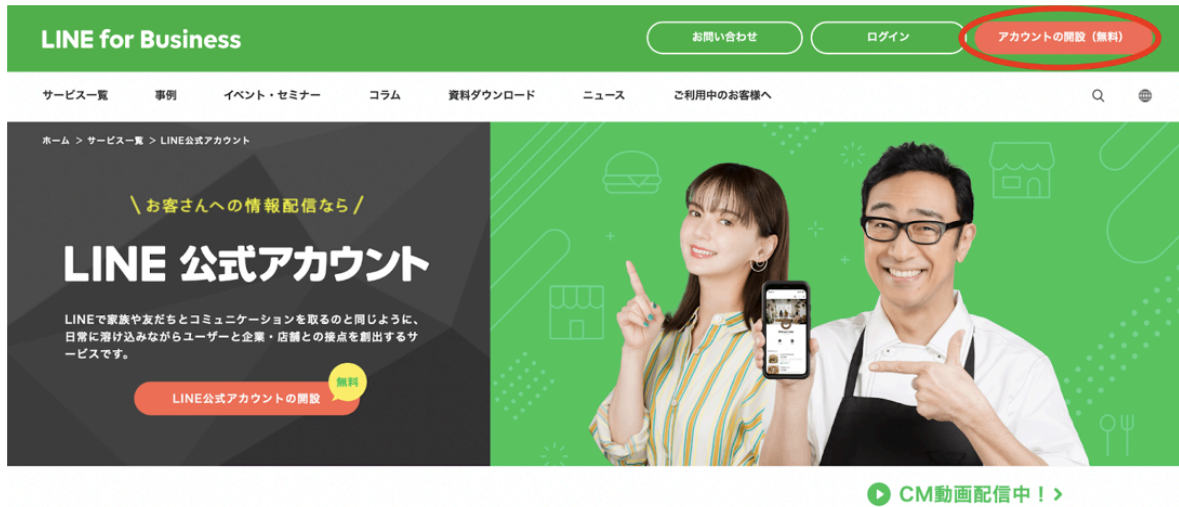 LINE for Business
お問い合わせ
ログイン
アカウントの開設（無料）
サービス一覧
事例
イベント・セミナー
コラム
資料ダウンロード
ニュース
ご利用中のお客様へ
ホーム > サービス一覧 > LINE公式アカウント
\ お客さんへの情報配信なら /
LINE 公式アカウント
LINEで家族や友だちとコミュニケーションを取るのと同じように、
日常に溶け込みながらユーザーと企業・店舗との接点を創出するサ
ービスです。
無料
LINE公式アカウントの開設
CM動画配信中！>